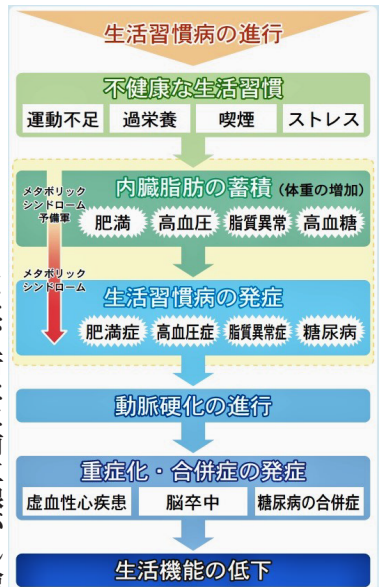 生活習慣病の進行
不健康な生活習慣
運動不足 過栄養 喫煙 ストレス
メタボリック
シンドローム
予備軍
内臓脂肪の蓄積(体重の増加)
肥満 高血圧 脂質異常 高血糖
メタボリック
シンドローム
生活習慣病の発症
肥満症 高血圧症 脂質異常症 糖尿病
動脈硬化の進行
重症化・合併症の発症
虚血性心疾患 脳卒中 糖尿病の合併症
生活機能の低下